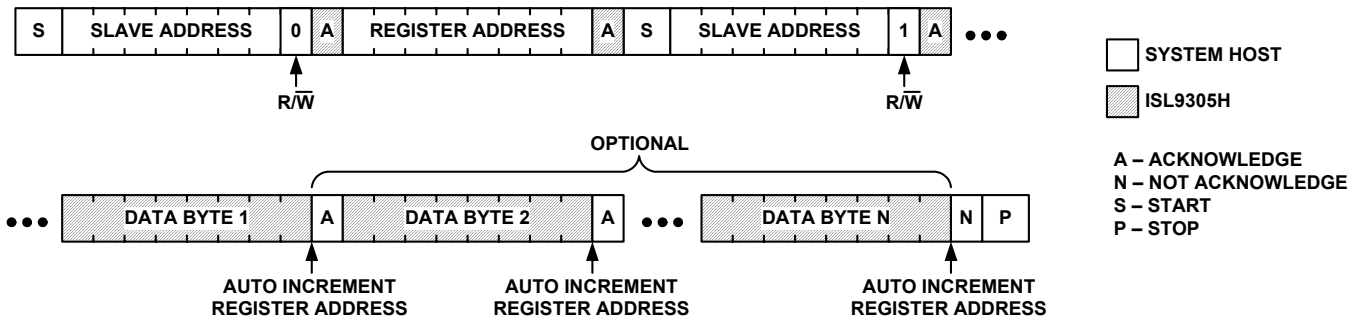 S SLAVE ADDRESS 0 A REGISTER ADDRESS A S SLAVE ADDRESS 1 A
R/W̅
R/W̅
SYSTEM HOST
ISL9305H
OPTIONAL
A – ACKNOWLEDGE
N – NOT ACKNOWLEDGE
S – START
P – STOP
DATA BYTE 1 A DATA BYTE 2 A DATA BYTE N N P
AUTO INCREMENT
REGISTER ADDRESS
AUTO INCREMENT
REGISTER ADDRESS
AUTO INCREMENT
REGISTER ADDRESS